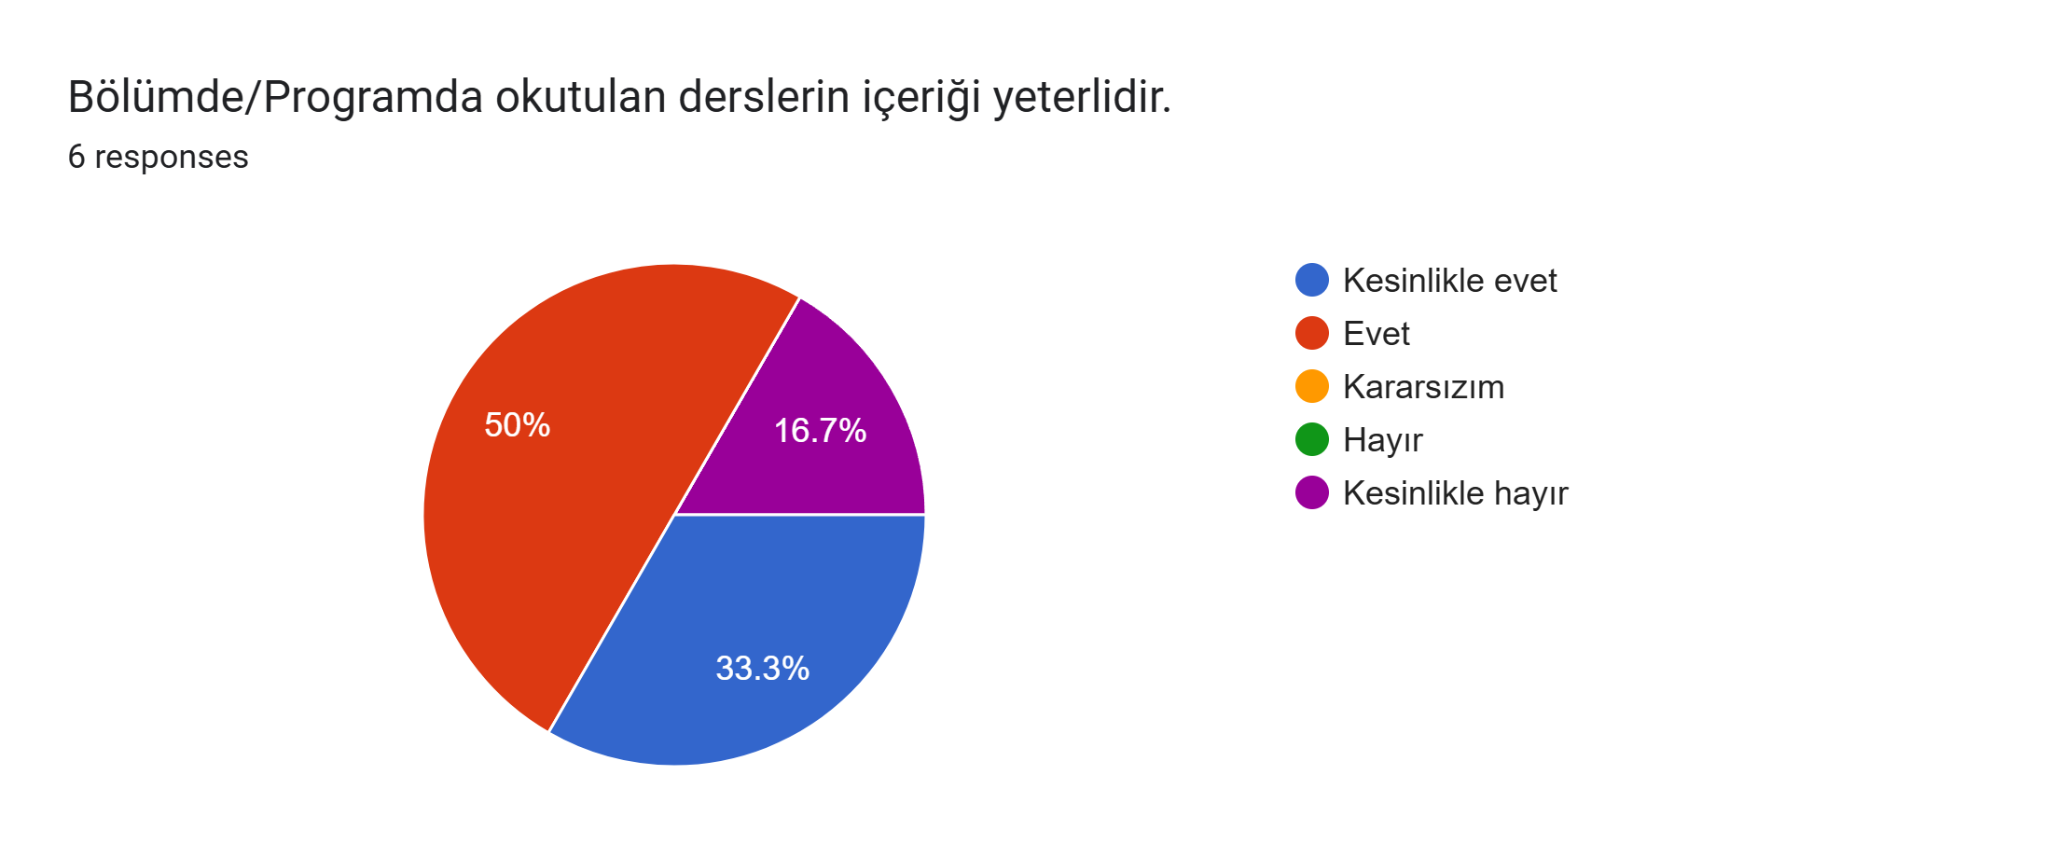 Bölümde/Programda okutulan derslerin içeriği yeterlidir.
6 responses
50%
16.7%
33.3%
Kesinlikle evet
Evet
Kararsızım
Hayır
Kesinlikle hayır